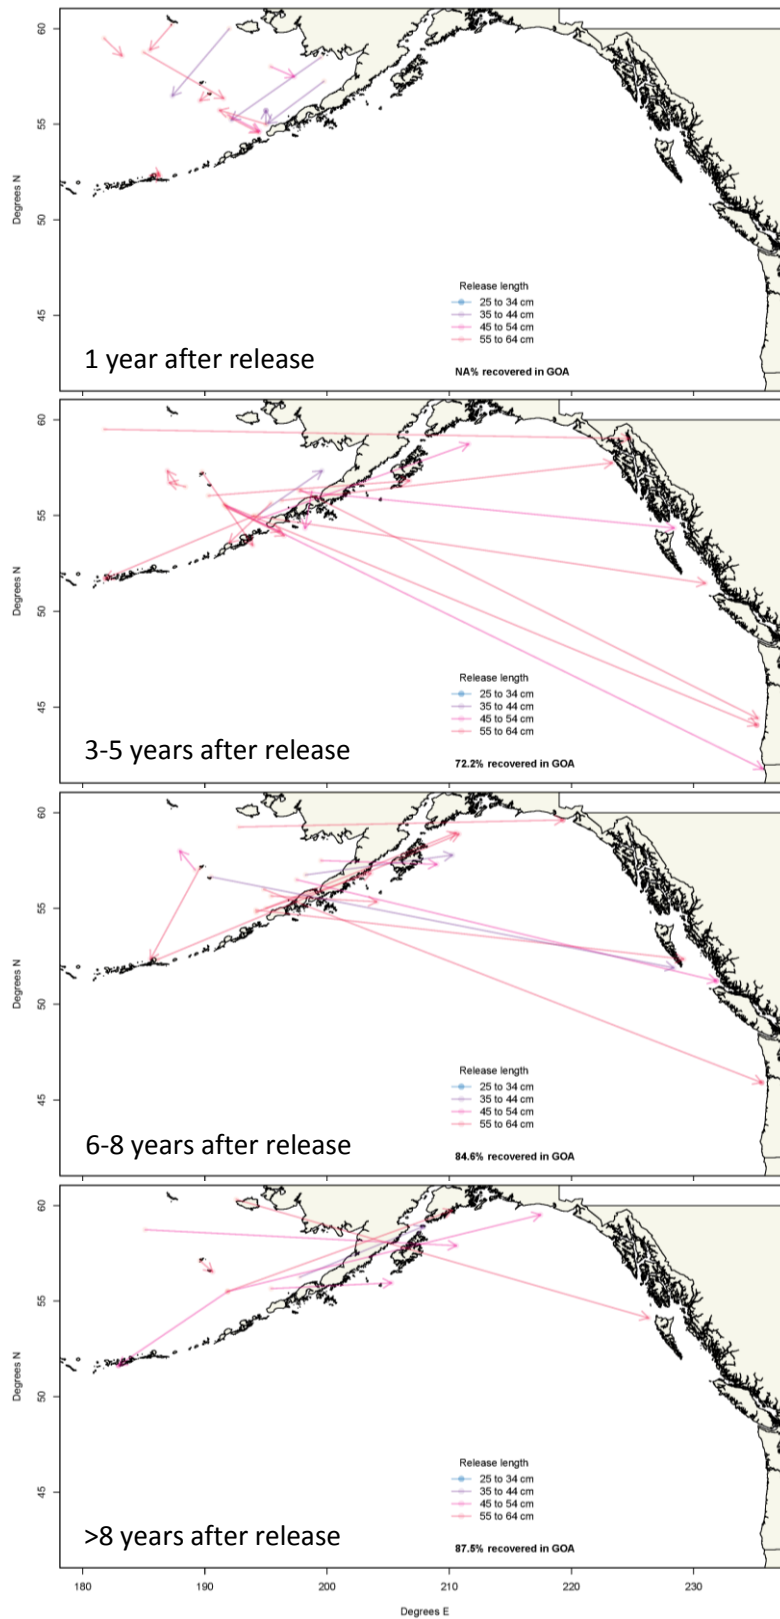 60
55
50
45
Degrees N
Release length
25 to 34 cm
35 to 44 cm
45 to 54 cm
55 to 64 cm
1 year after release
NA% recovered in GOA
60
55
50
45
Degrees N
Release length
25 to 34 cm
35 to 44 cm
45 to 54 cm
55 to 64 cm
3-5 years after release
72.2% recovered in GOA
60
55
50
45
Degrees N
Release length
25 to 34 cm
35 to 44 cm
45 to 54 cm
55 to 64 cm
6-8 years after release
84.6% recovered in GOA
60
55
50
45
Degrees N
Release length
25 to 34 cm
35 to 44 cm
45 to 54 cm
55 to 64 cm
>8 years after release
87.5% recovered in GOA
180 190 200 210 220 230
Degrees E